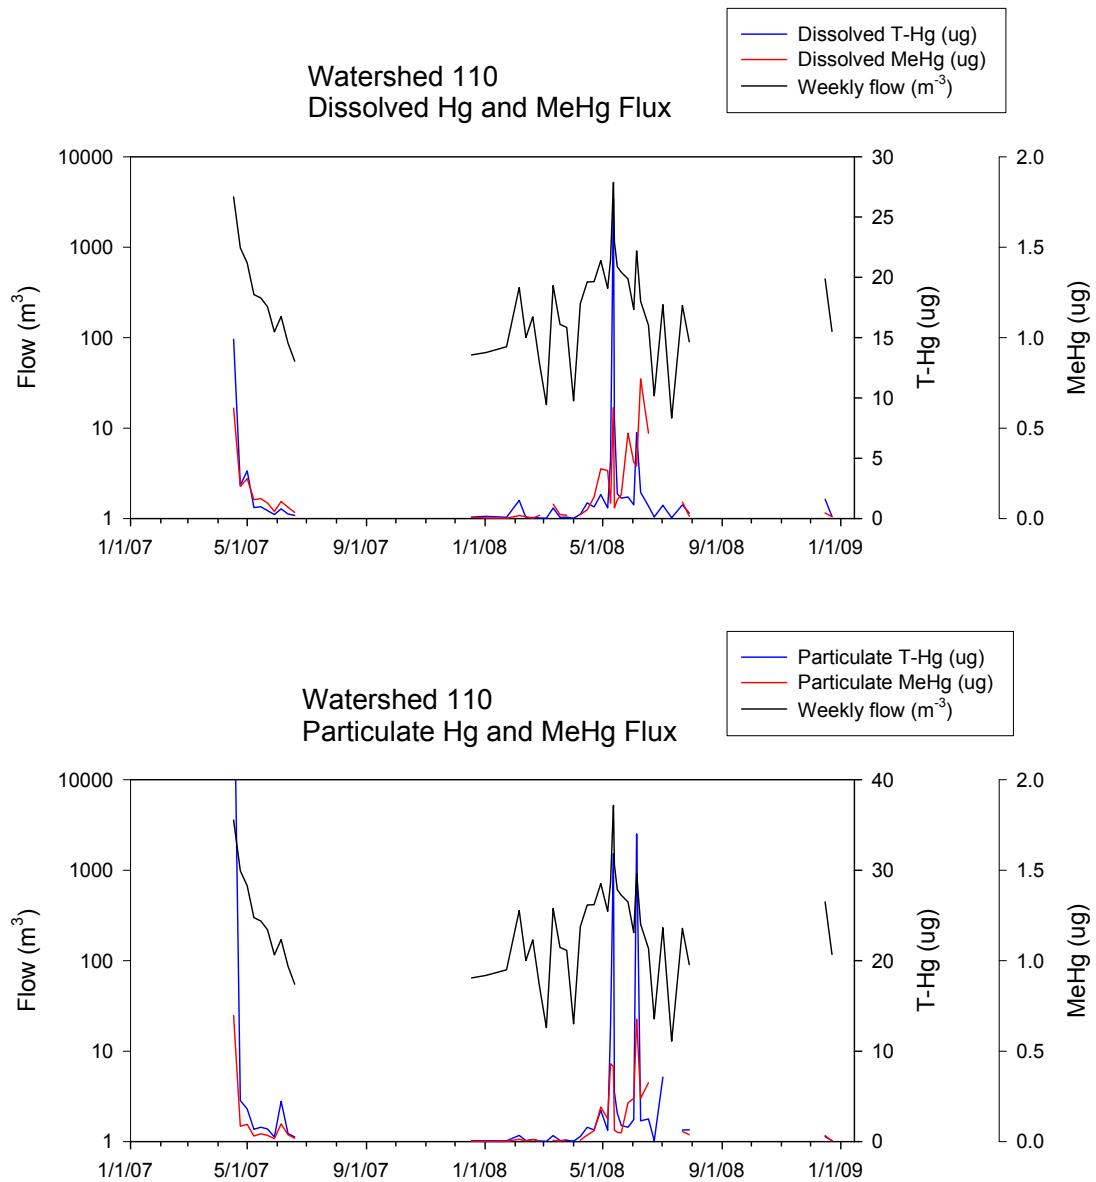 Dissolved T-Hg (ug)
Dissolved MeHg (ug)
Weekly flow (m⁻³)
Watershed 110
Dissolved Hg and MeHg Flux
10000
1000
100
10
1
Flow (m³)
30
25
20
15
10
5
0
T-Hg (ug)
2.0
1.5
1.0
0.5
0.0
MeHg (ug)
1/1/07 5/1/07 9/1/07 1/1/08 5/1/08 9/1/08 1/1/09
Particulate T-Hg (ug)
Particulate MeHg (ug)
Weekly flow (m⁻³)
Watershed 110
Particulate Hg and MeHg Flux
10000
1000
100
10
1
Flow (m³)
40
30
20
10
0
T-Hg (ug)
2.0
1.5
1.0
0.5
0.0
MeHg (ug)
1/1/07 5/1/07 9/1/07 1/1/08 5/1/08 9/1/08 1/1/09